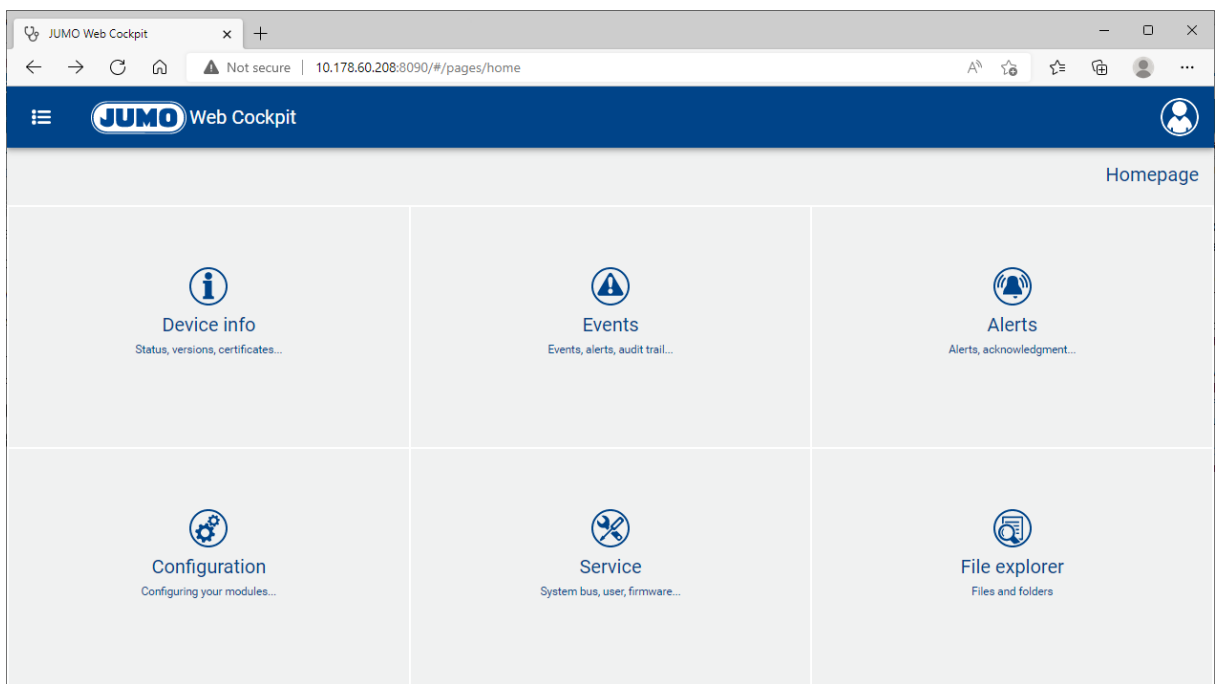 JUMO Web Cockpit
Not secure 10.178.60.208:8090/#/pages/home
JUMO Web Cockpit
Homepage
Device info
Status, versions, certificates...
Events
Events, alerts, audit trail...
Alerts
Alerts, acknowledgment...
Configuration
Configuring your modules...
Service
System bus, user, firmware...
File explorer
Files and folders